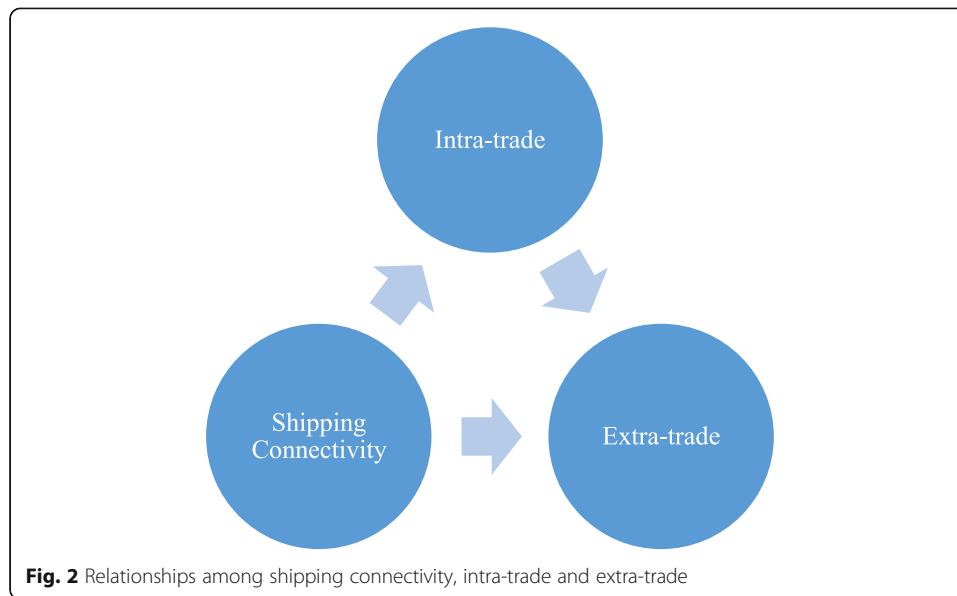 Intra-trade
Shipping
Connectivity
Extra-trade
Fig. 2 Relationships among shipping connectivity, intra-trade and extra-trade